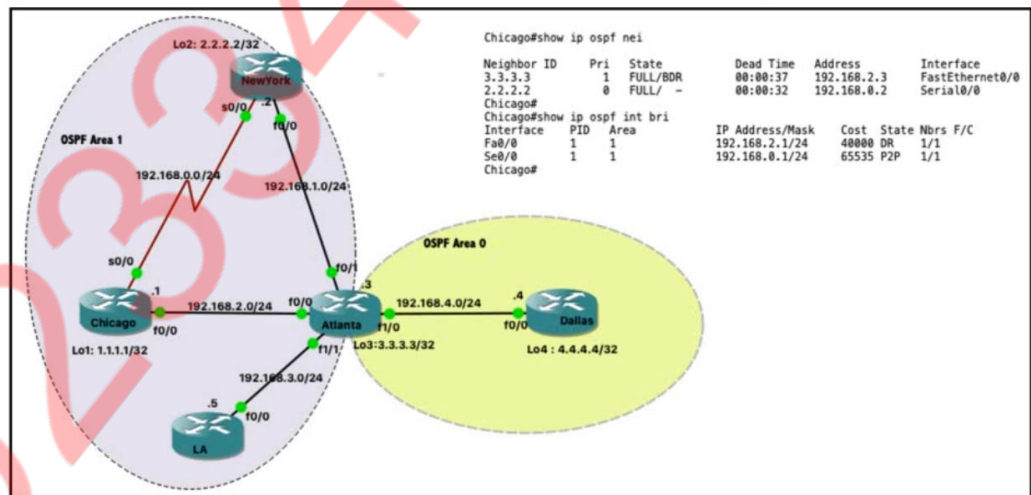 Chicago#show ip ospf nei
Neighbor ID Pri State Dead Time Address Interface
3.3.3.3 1 FULL/BDR 00:00:37 192.168.2.3 FastEthernet0/0
2.2.2.2 0 FULL/ - 00:00:32 192.168.0.2 Serial0/0
Chicago#
Chicago#show ip ospf int bri
Interface PID Area IP Address/Mask Cost State Nbrs F/C
Fa0/0 1 1 192.168.2.1/24 40000 DR 1/1
Se0/0 1 1 192.168.0.1/24 65535 P2P 1/1
Chicago#
Lo2: 2.2.2.2/32
NewYork
s0/0
.2
f0/0
OSPF Area 1
192.168.0.0/24
192.168.1.0/24
OSPF Area 0
s0/0
f0/1
.1
.3
Chicago
f0/0
192.168.2.0/24
f0/0
Atlanta
f1/0
192.168.4.0/24
.4
f0/0
Dallas
Lo1: 1.1.1.1/32
Lo3:3.3.3.3/32
Lo4 : 4.4.4.4/32
f1/1
192.168.3.0/24
.5
f0/0
LA